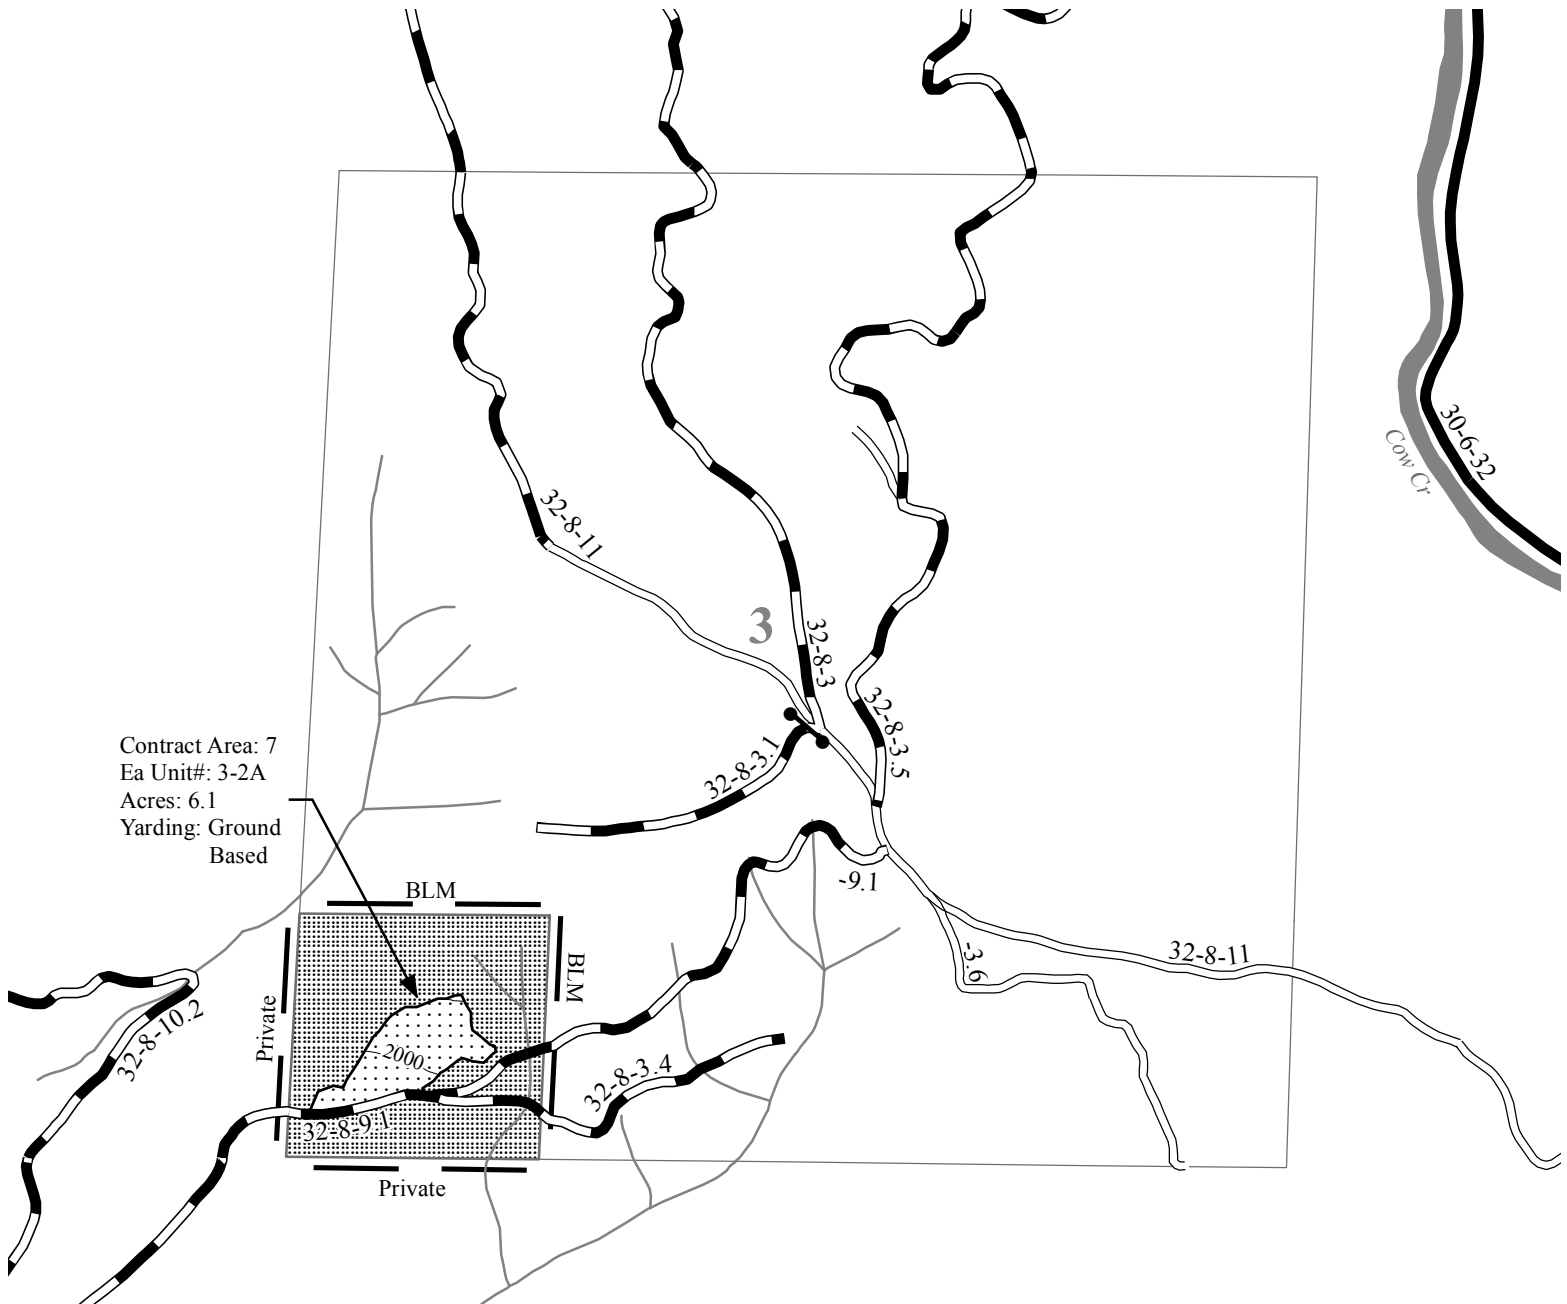 30-6-32
Cow Cr
32-8-11
3
32-8-3
32-8-3.5
32-8-3.1
Contract Area: 7
Ea Unit#: 3-2A
Acres: 6.1
Yarding: Ground
Based
-9.1
BLM
BLM
-3.6
32-8-11
Private
32-8-10.2
2000
32-8-3.4
32-8-9.1
Private